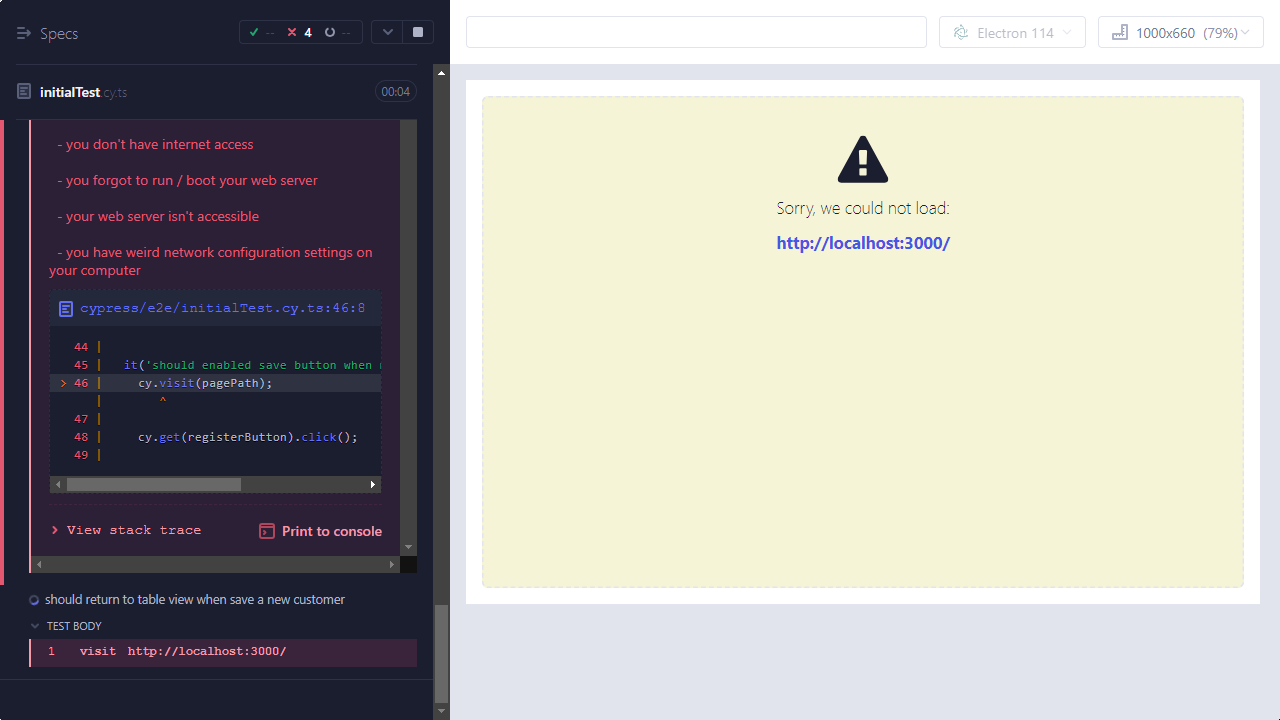 Specs
-- 4 --
initialTest.cy.ts
00:04
- you don't have internet access
- you forgot to run / boot your web server
- your web server isn't accessible
- you have weird network configuration settings on
your computer
cypress/e2e/initialTest.cy.ts:46:8
44 |
45 | it('should enabled save button when
> 46 | cy.visit(pagePath);
| ^
47 |
48 | cy.get(registerButton).click();
49 |
> View stack trace
Print to console
should return to table view when save a new customer
TEST BODY
1 visit http://localhost:3000/
Electron 114
1000x660 (79%)
Sorry, we could not load:
http://localhost:3000/